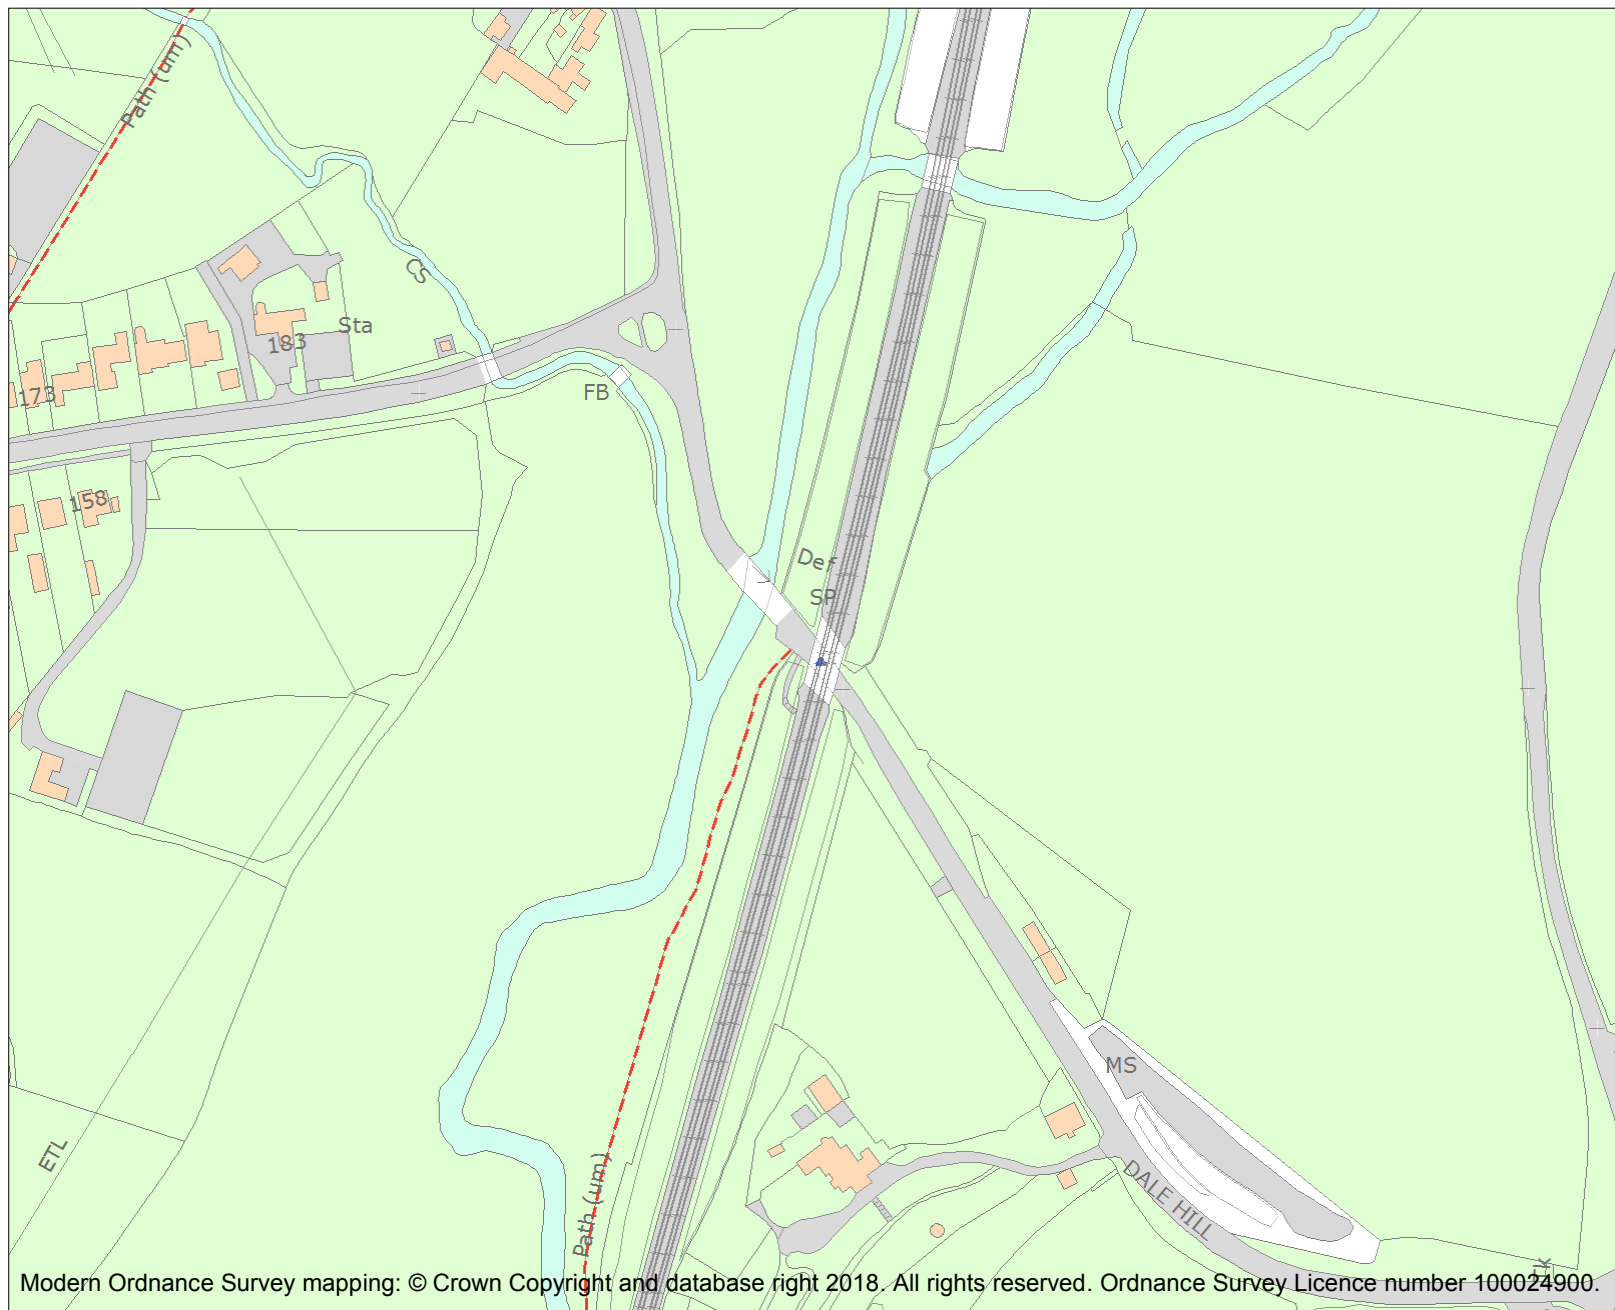 Path (um)
CS
Sta
183
173
FB
158
Def
SP
MS
ETL
Path (um)
DALE HILL
Modern Ordnance Survey mapping: © Crown Copyright and database right 2018. All rights reserved. Ordnance Survey Licence number 100024900.